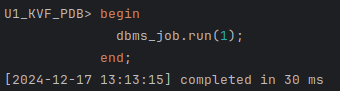 U1_KVF_PDB> begin
dbms_job.run(1);
end;
[2024-12-17 13:13:15] completed in 30 ms